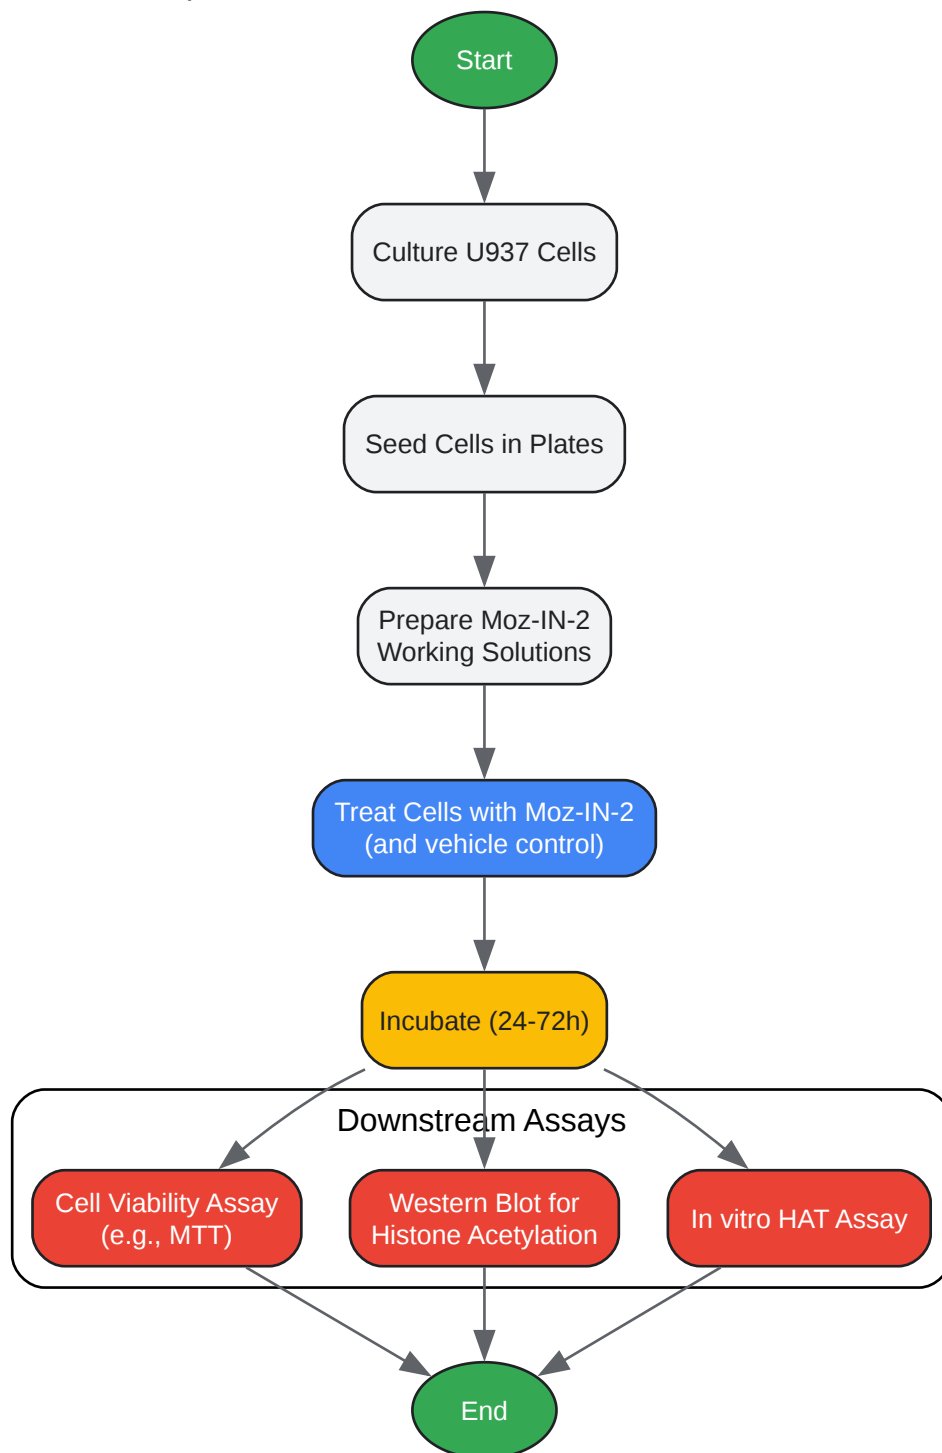 Start
Culture U937 Cells
Seed Cells in Plates
Prepare Moz-IN-2
Working Solutions
Treat Cells with Moz-IN-2
(and vehicle control)
Incubate (24-72h)
Downstream Assays
Cell Viability Assay
(e.g., MTT)
Western Blot for
Histone Acetylation
In vitro HAT Assay
End